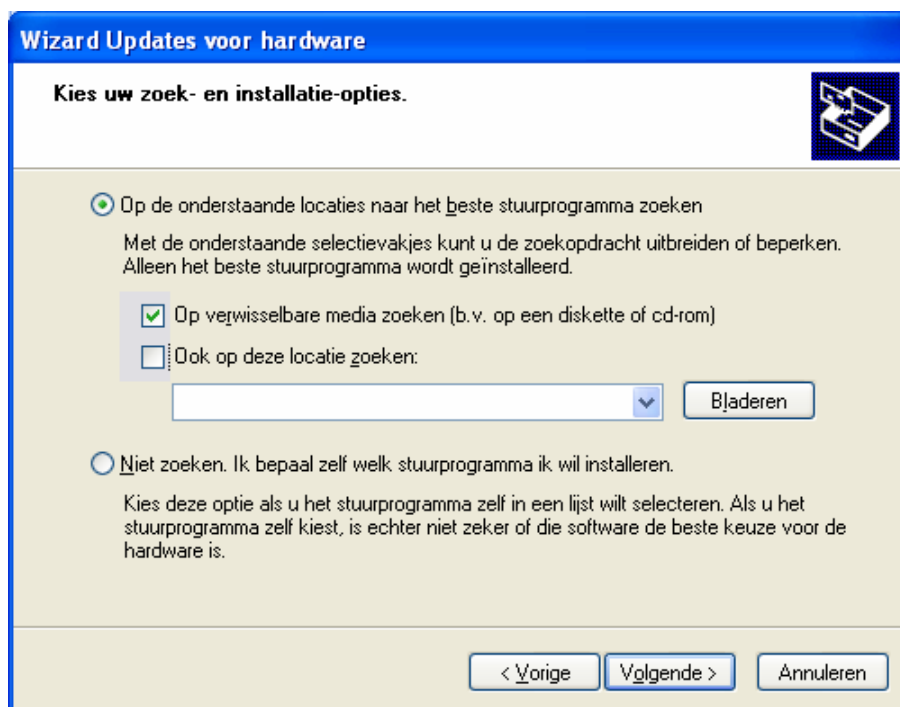 Wizard Updates voor hardware
Kies uw zoek- en installatie-opties.
Op de onderstaande locaties naar het beste stuurprogramma zoeken
Met de onderstaande selectievakjes kunt u de zoekopdracht uitbreiden of beperken.
Alleen het beste stuurprogramma wordt geïnstalleerd.
Op verwisselbare media zoeken (b.v. op een diskette of cd-rom)
Ook op deze locatie zoeken:
Bladeren
Niet zoeken. Ik bepaal zelf welk stuurprogramma ik wil installeren.
Kies deze optie als u het stuurprogramma zelf in een lijst wilt selecteren. Als u het
stuurprogramma zelf kiest, is echter niet zeker of die software de beste keuze voor de
hardware is.
< Vorige Volgende > Annuleren